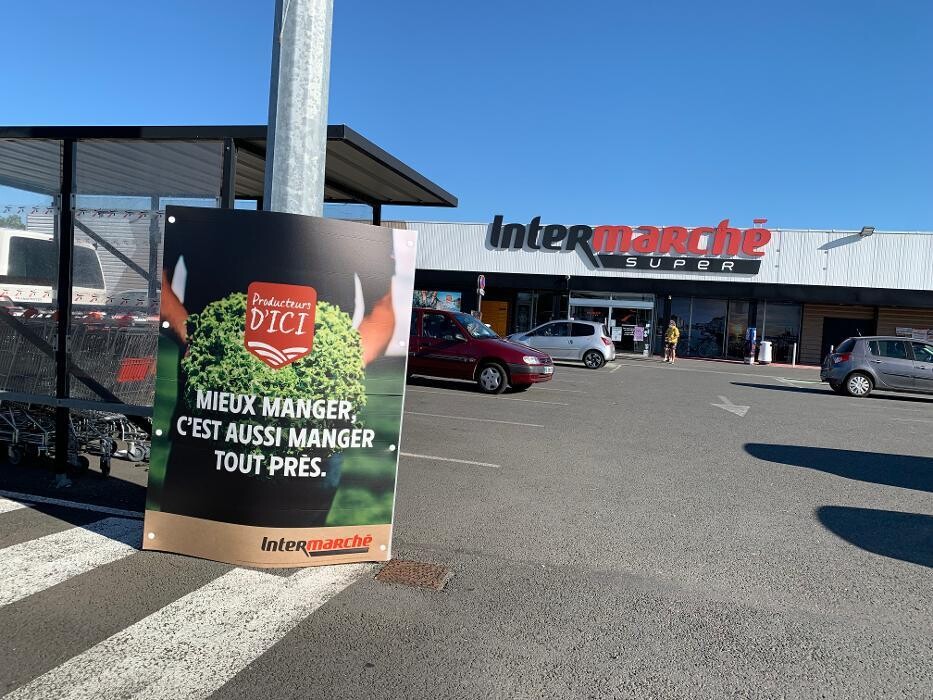 Intermarché
SUPER
Producteurs
D'ICI
MIEUX MANGER,
C'EST AUSSI MANGER
TOUT PRÈS.
Intermarché